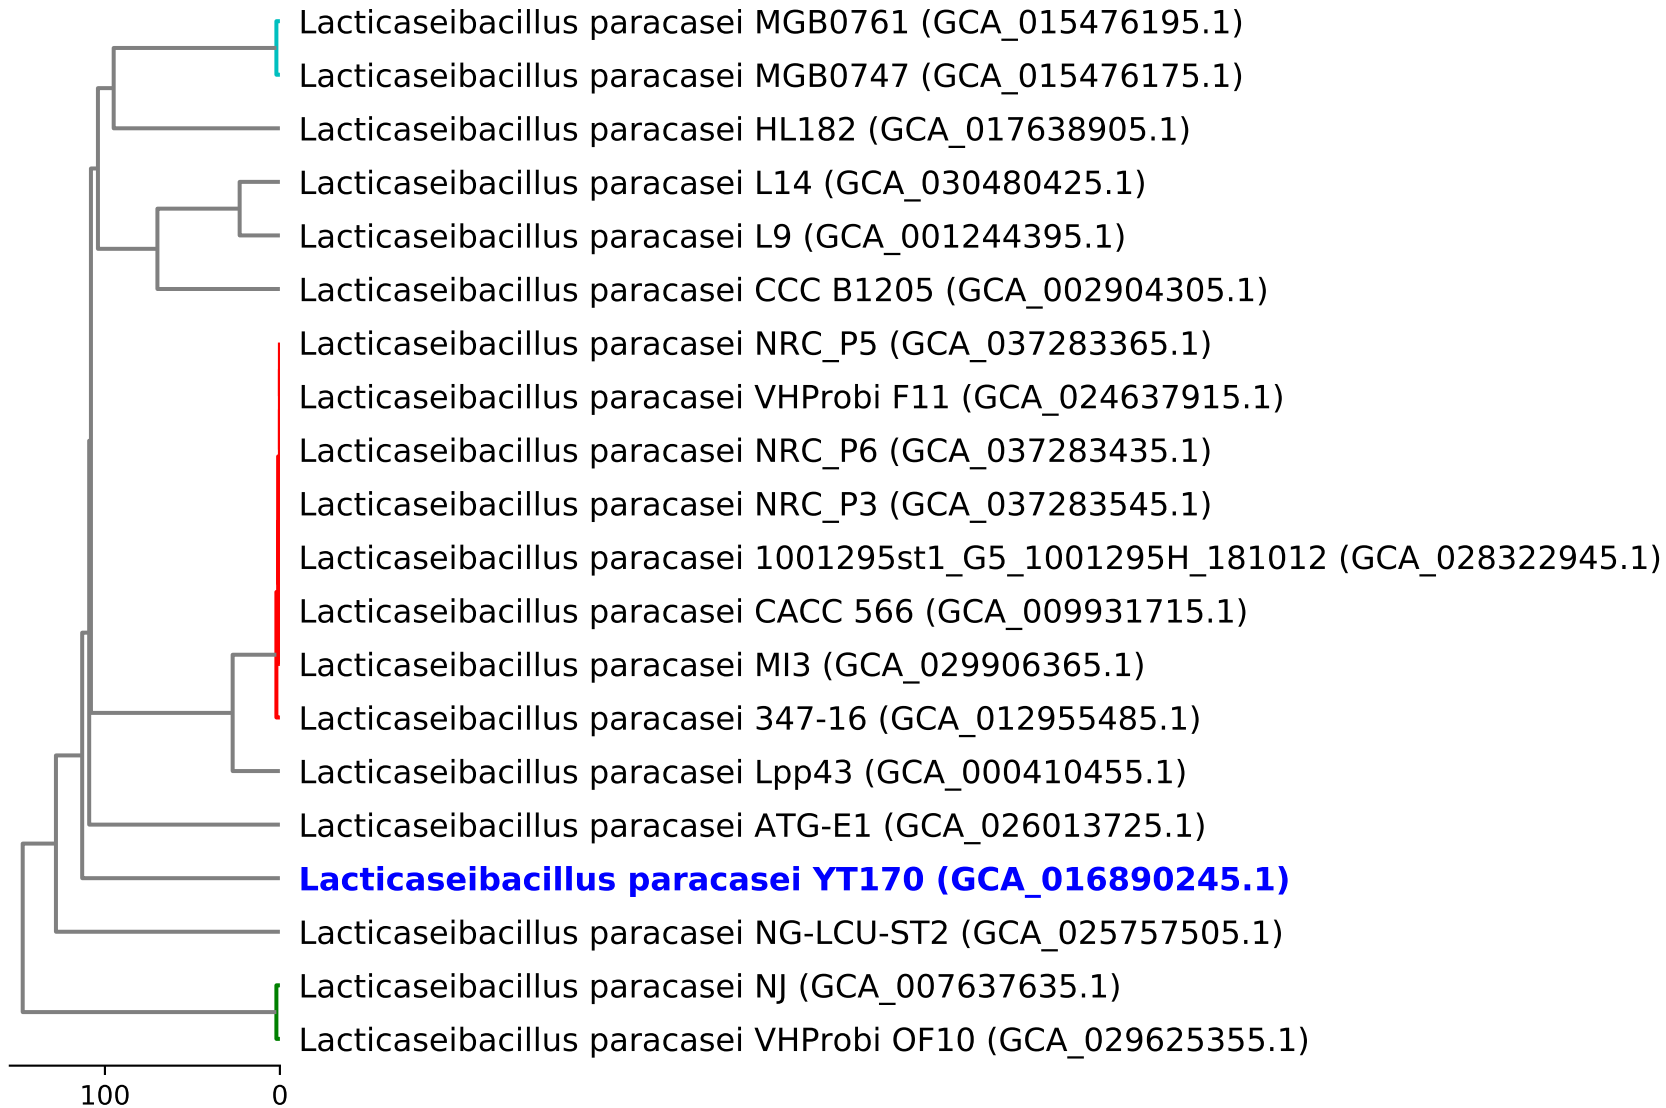 Lacticaseibacillus paracasei MGB0761 (GCA_015476195.1)
Lacticaseibacillus paracasei MGB0747 (GCA_015476175.1)
Lacticaseibacillus paracasei HL182 (GCA_017638905.1)
Lacticaseibacillus paracasei L14 (GCA_030480425.1)
Lacticaseibacillus paracasei L9 (GCA_001244395.1)
Lacticaseibacillus paracasei CCC B1205 (GCA_002904305.1)
Lacticaseibacillus paracasei NRC_P5 (GCA_037283365.1)
Lacticaseibacillus paracasei VHProbi F11 (GCA_024637915.1)
Lacticaseibacillus paracasei NRC_P6 (GCA_037283435.1)
Lacticaseibacillus paracasei NRC_P3 (GCA_037283545.1)
Lacticaseibacillus paracasei 1001295st1_G5_1001295H_181012 (GCA_028322945.1)
Lacticaseibacillus paracasei CACC 566 (GCA_009931715.1)
Lacticaseibacillus paracasei MI3 (GCA_029906365.1)
Lacticaseibacillus paracasei 347-16 (GCA_012955485.1)
Lacticaseibacillus paracasei Lpp43 (GCA_000410455.1)
Lacticaseibacillus paracasei ATG-E1 (GCA_026013725.1)
Lacticaseibacillus paracasei YT170 (GCA_016890245.1)
Lacticaseibacillus paracasei NG-LCU-ST2 (GCA_025757505.1)
Lacticaseibacillus paracasei NJ (GCA_007637635.1)
Lacticaseibacillus paracasei VHProbi OF10 (GCA_029625355.1)
100 0